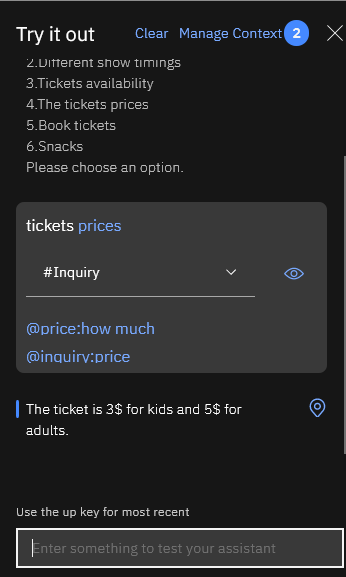 Try it out
Clear
Manage Context
2
2.Different show timings
3.Tickets availability
4.The tickets prices
5.Book tickets
6.Snacks
Please choose an option.
tickets prices
#Inquiry
@price:how much
@inquiry:price
The ticket is 3$ for kids and 5$ for
adults.
Use the up key for most recent
Enter something to test your assistant